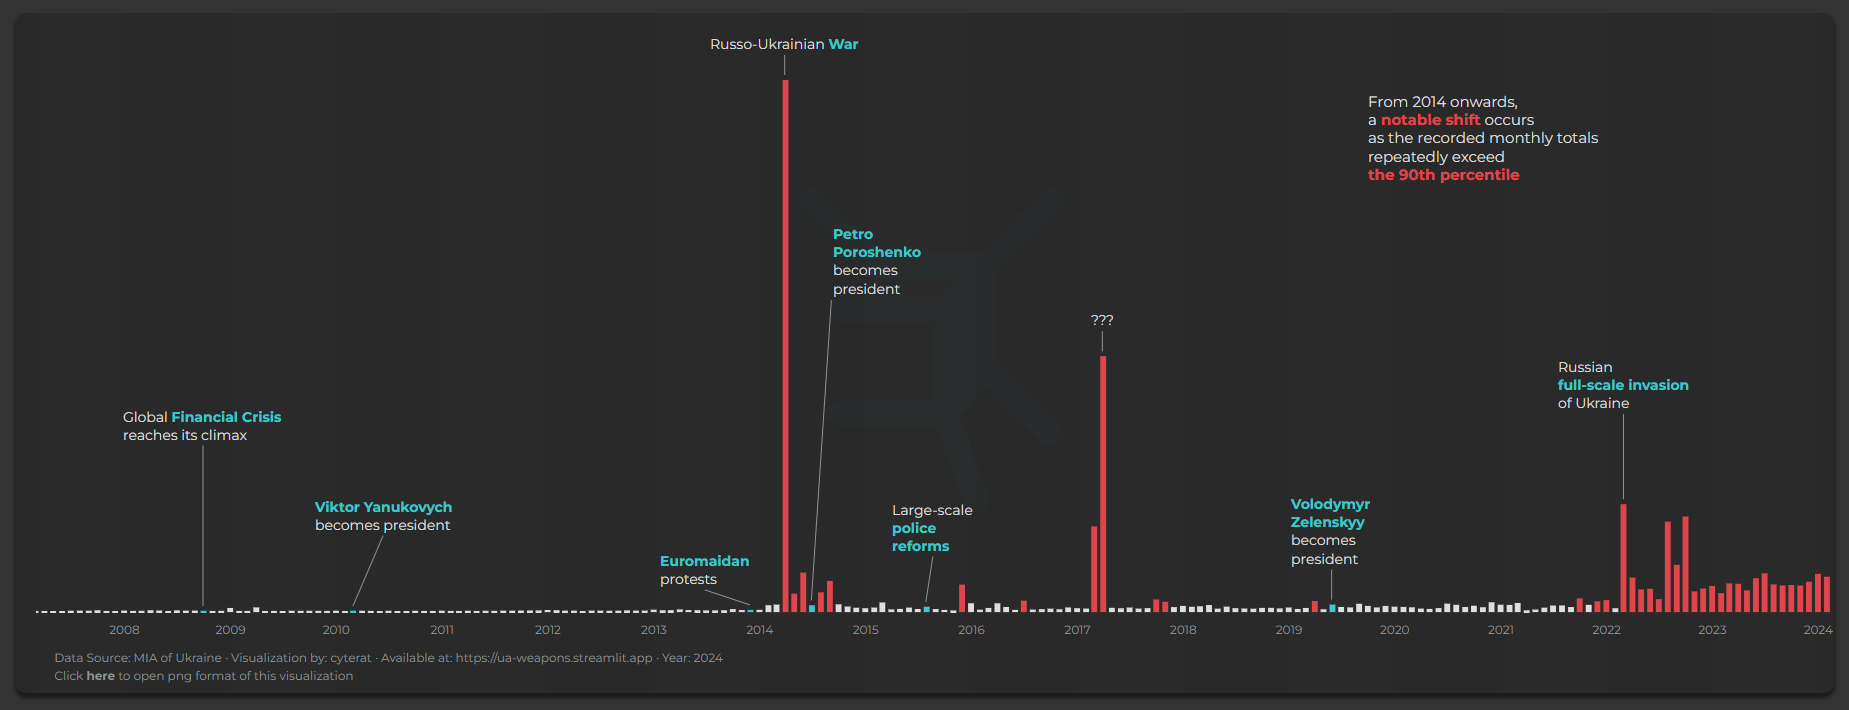 Russo-Ukrainian War
From 2014 onwards,
a notable shift occurs
as the recorded monthly totals
repeatedly exceed
the 90th percentile
Petro
Poroshenko
becomes
president
???
Russian
full-scale invasion
of Ukraine
Global Financial Crisis
reaches its climax
Viktor Yanukovych
becomes president
Large-scale
police
reforms
Volodymyr
Zelenskyy
becomes
president
Euromaidan
protests
2008 2009 2010 2011 2012 2013 2014 2015 2016 2017 2018 2019 2020 2021 2022 2023 2024
Data Source: MIA of Ukraine · Visualization by: cyterat · Available at: https://ua-weapons.streamlit.app · Year: 2024
Click here to open png format of this visualization